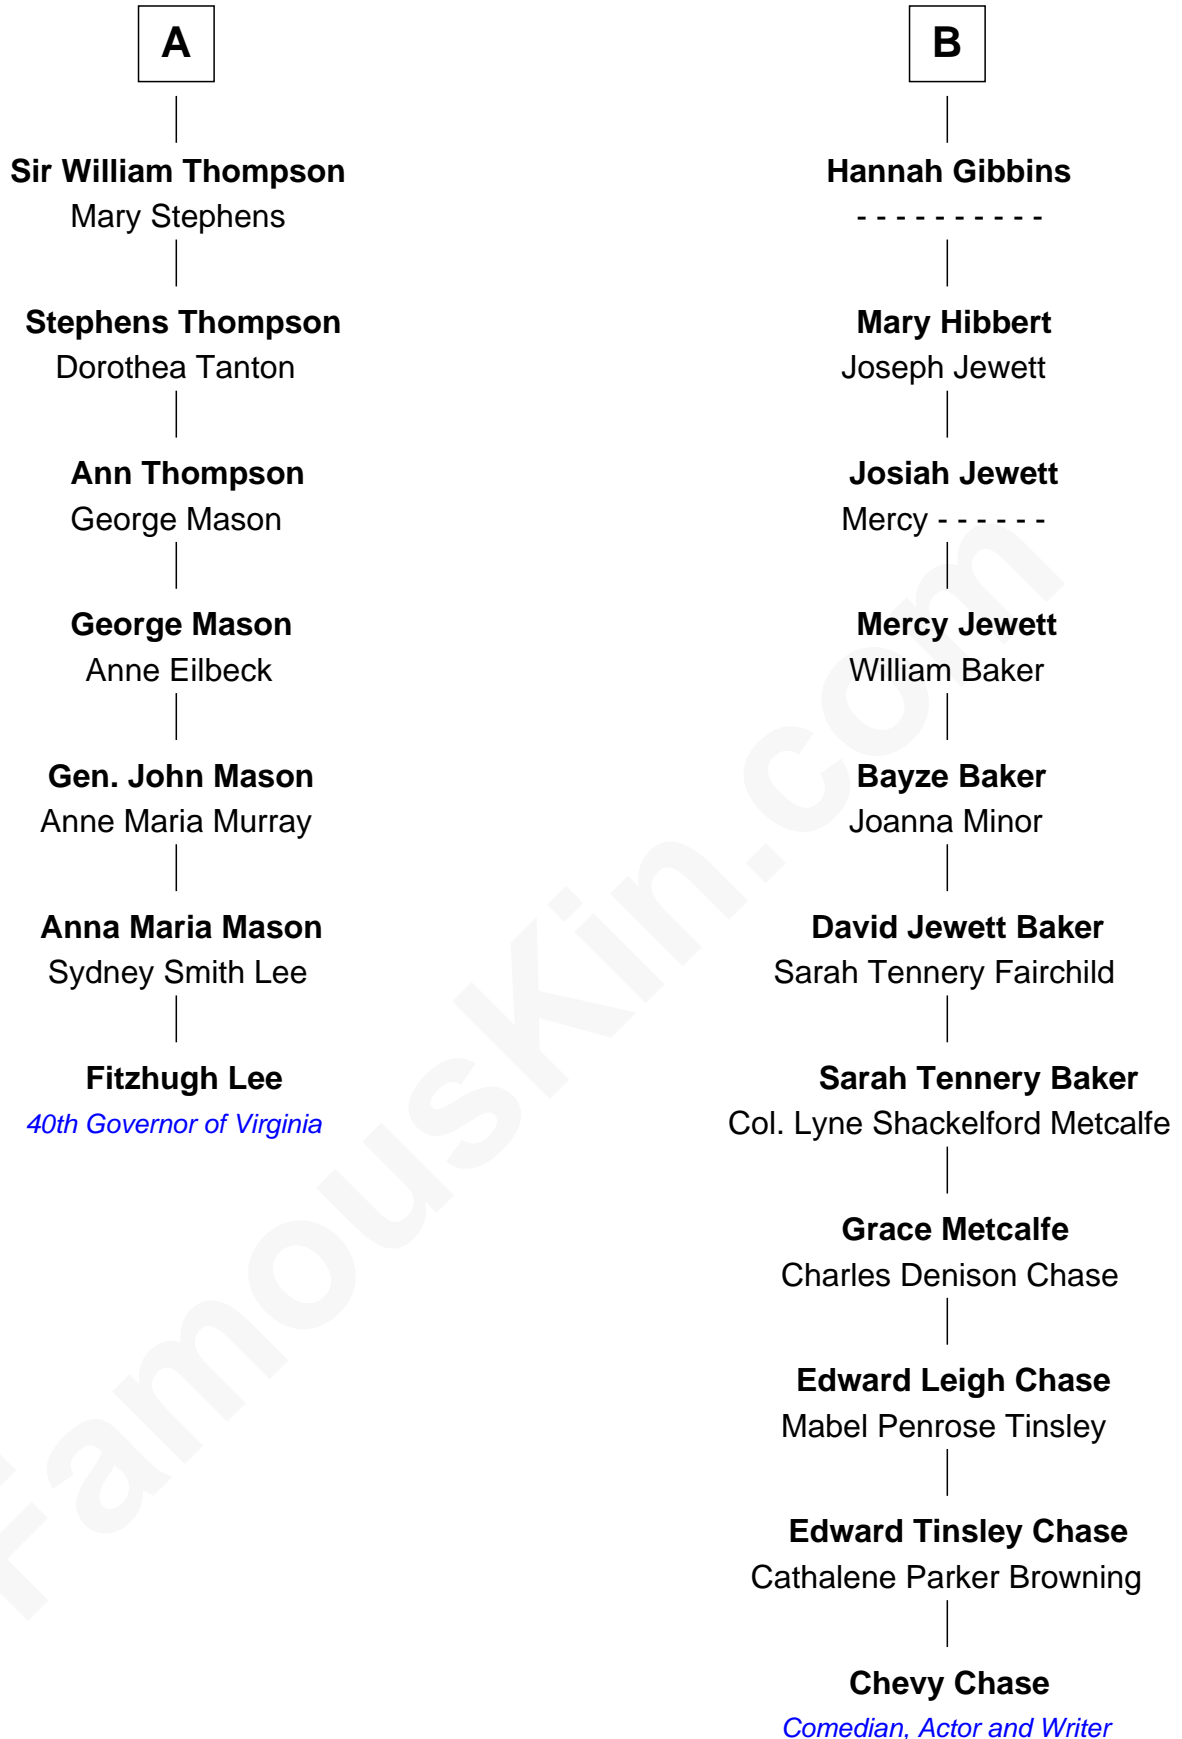 A
Sir William Thompson
Mary Stephens
Stephens Thompson
Dorothea Tanton
Ann Thompson
George Mason
George Mason
Anne Eilbeck
Gen. John Mason
Anne Maria Murray
Anna Maria Mason
Sydney Smith Lee
Fitzhugh Lee
40th Governor of Virginia
B
Hannah Gibbins
- - - - - - - - - -
Mary Hibbert
Joseph Jewett
Josiah Jewett
Mercy - - - - - -
Mercy Jewett
William Baker
Bayze Baker
Joanna Minor
David Jewett Baker
Sarah Tennery Fairchild
Sarah Tennery Baker
Col. Lyne Shackelford Metcalfe
Grace Metcalfe
Charles Denison Chase
Edward Leigh Chase
Mabel Penrose Tinsley
Edward Tinsley Chase
Cathalene Parker Browning
Chevy Chase
Comedian, Actor and Writer
FamousKin.com